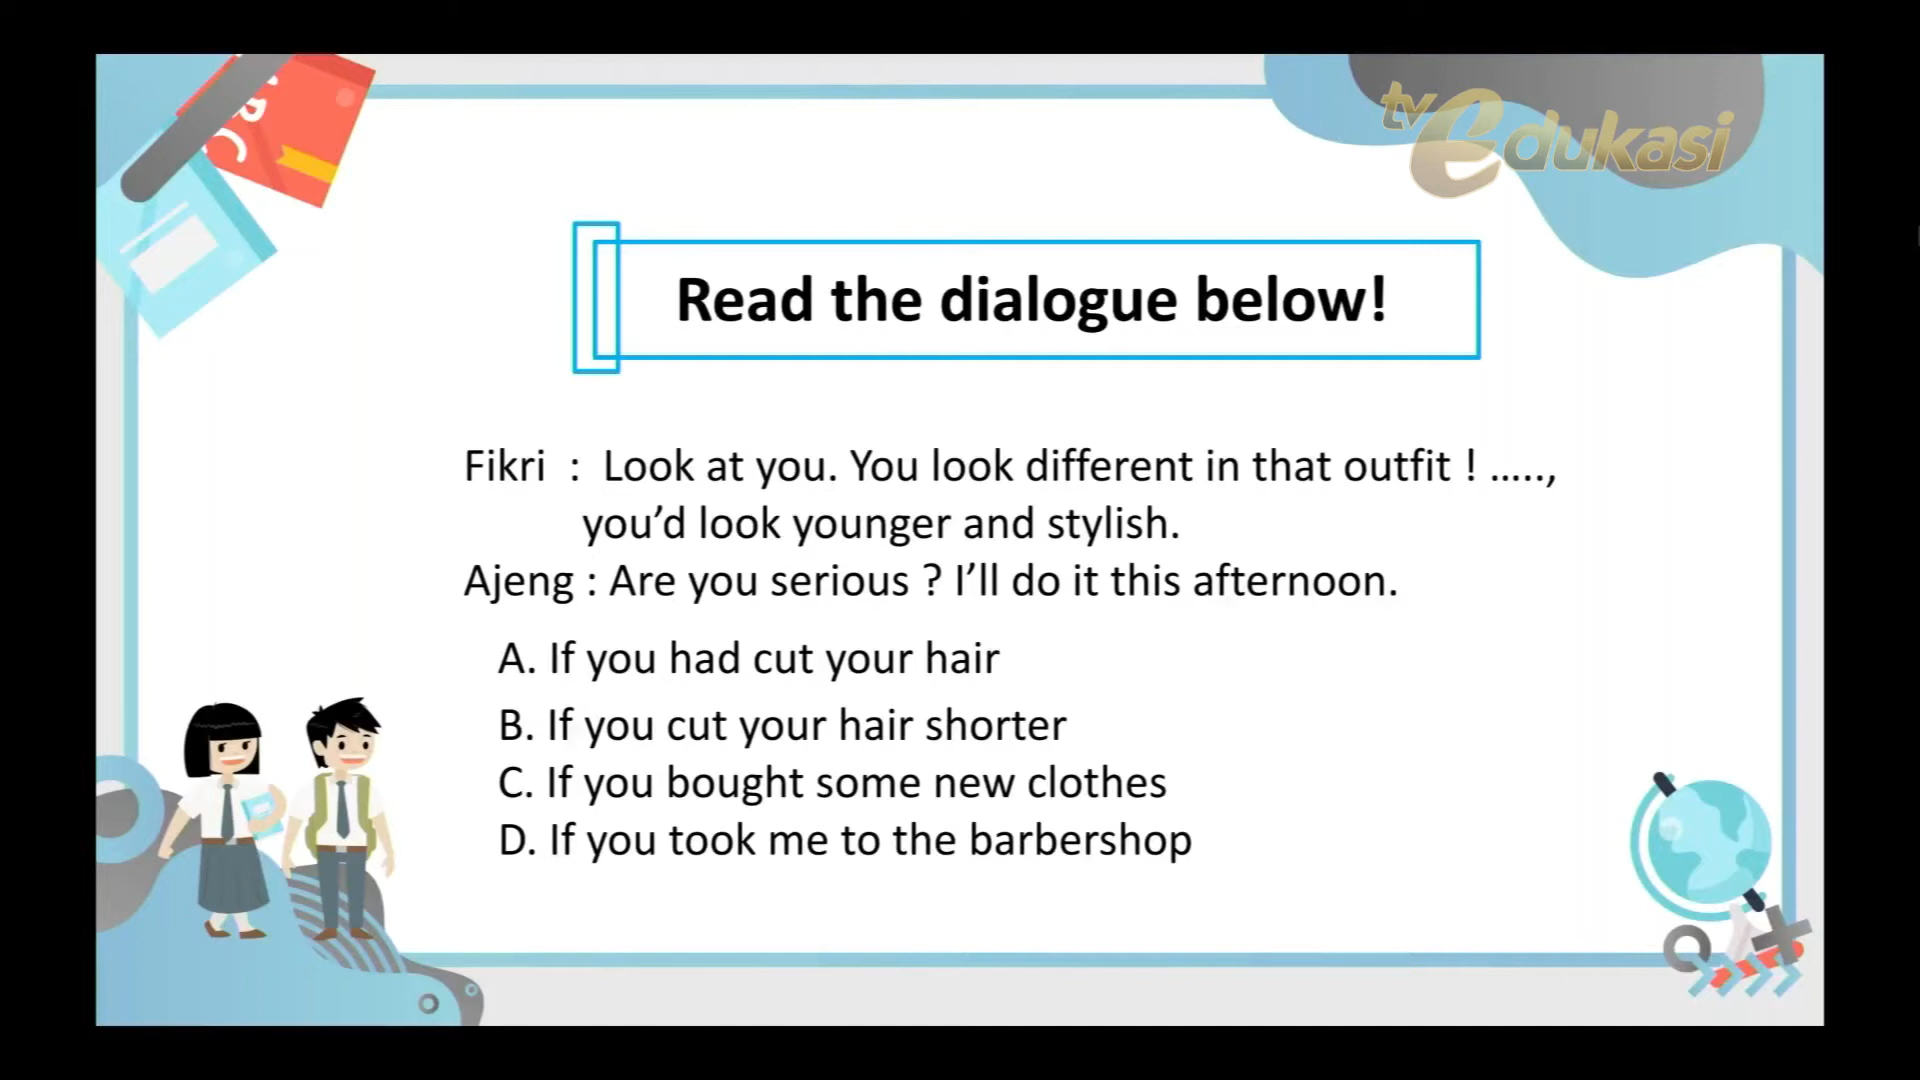 tv edukasi
Read the dialogue below!
Fikri : Look at you. You look different in that outfit ! .....,
you’d look younger and stylish.
Ajeng : Are you serious ? I’ll do it this afternoon.
A. If you had cut your hair
B. If you cut your hair shorter
C. If you bought some new clothes
D. If you took me to the barbershop